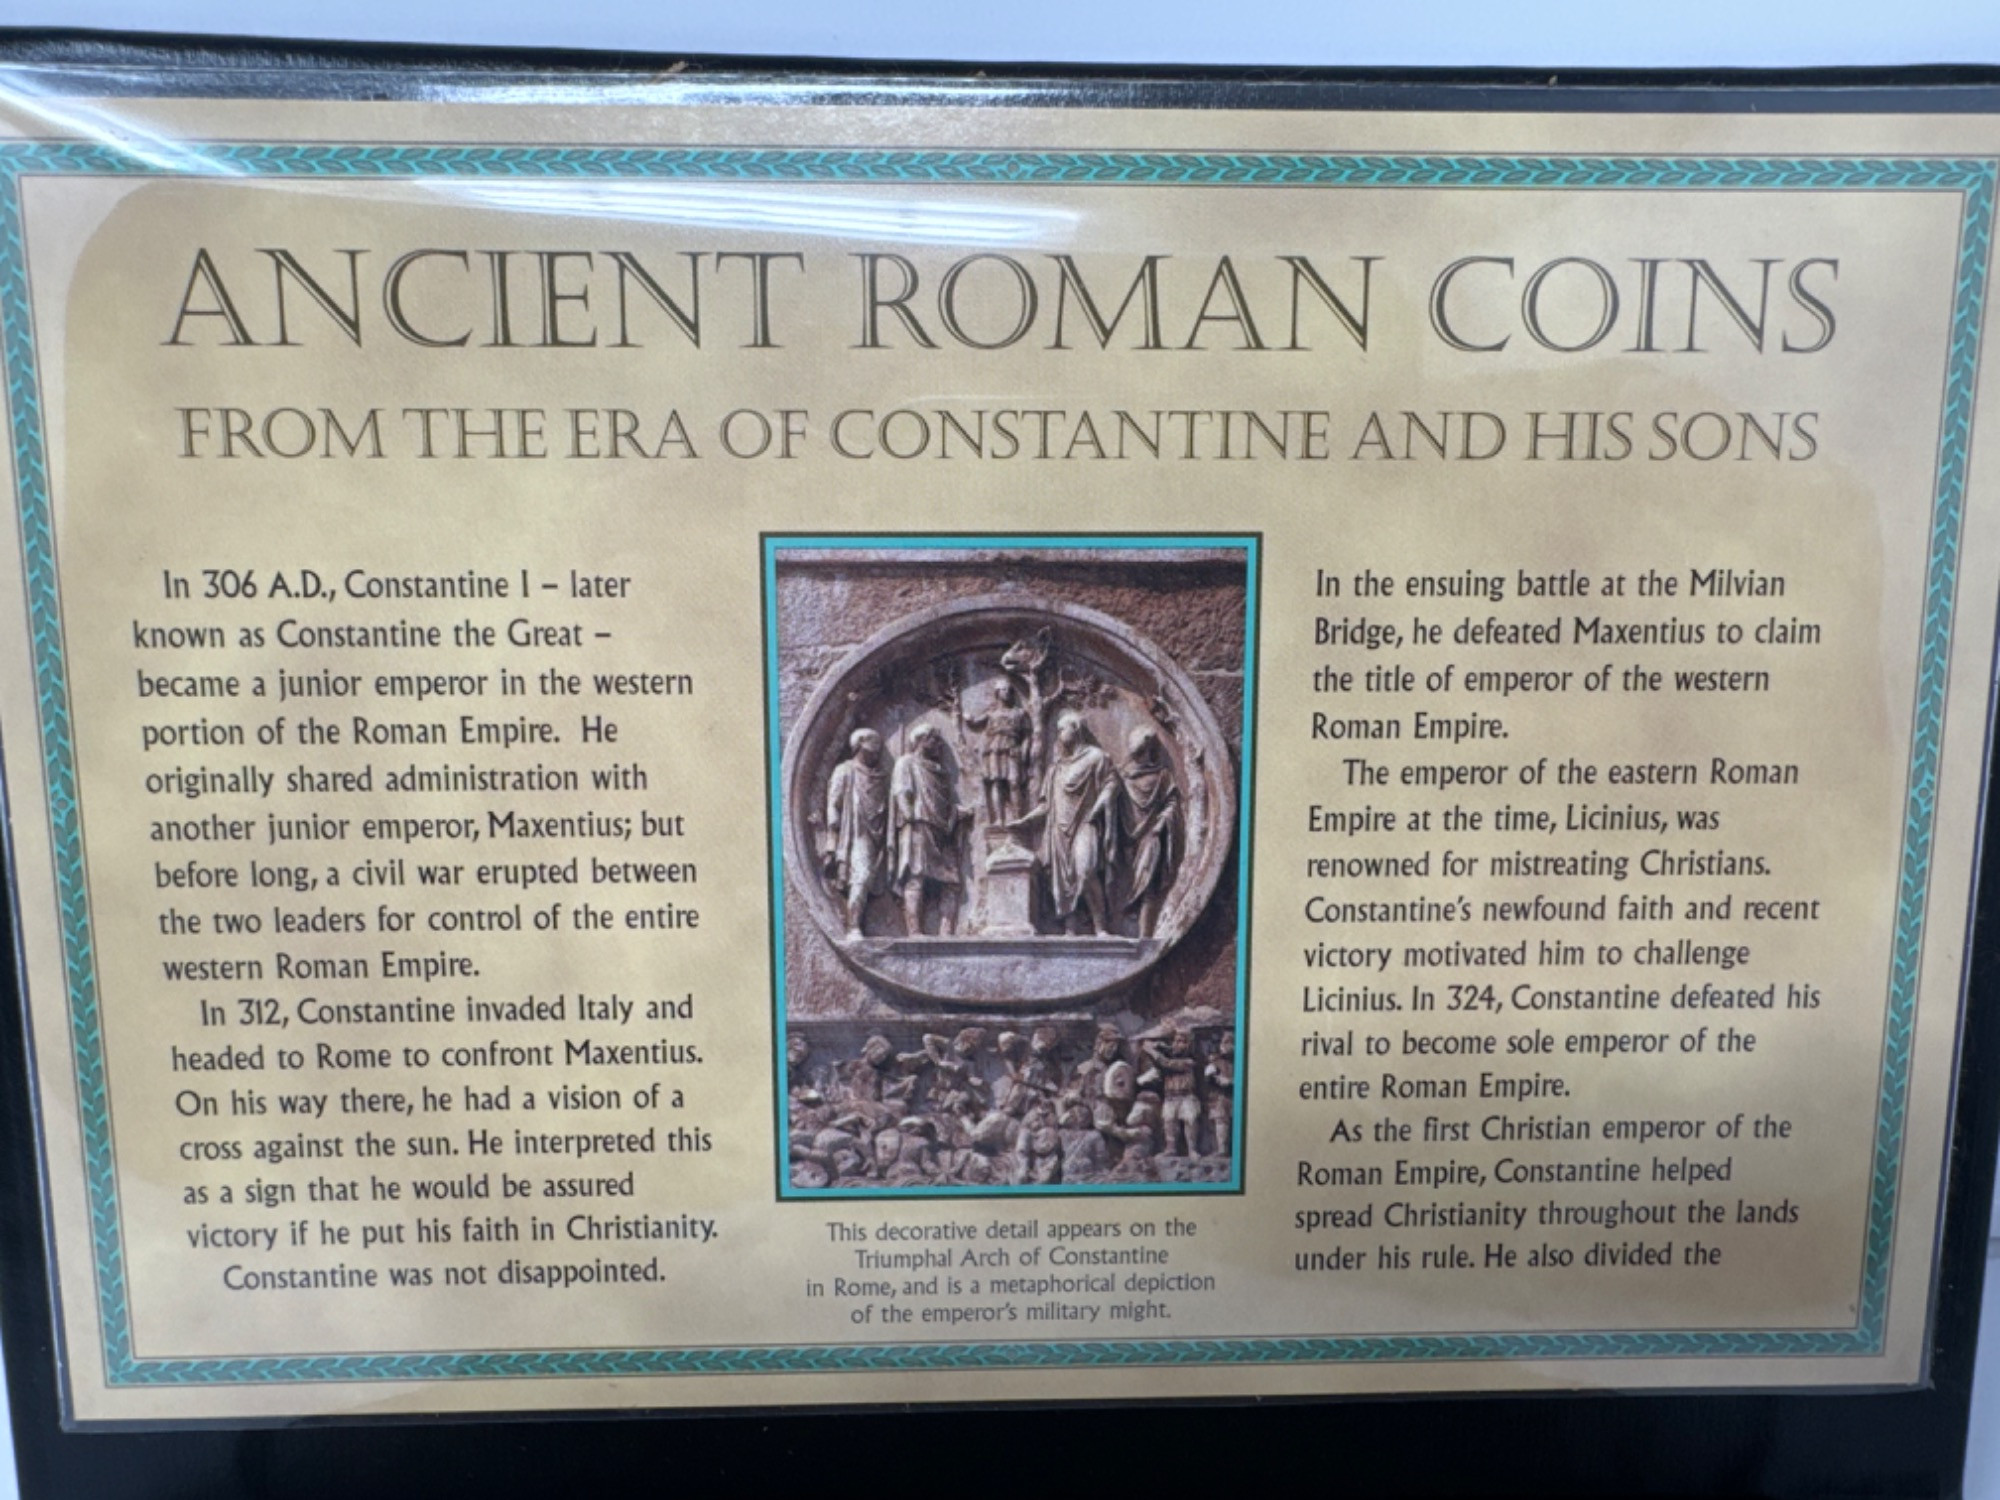 ANCIENT ROMAN COINS
FROM THE ERA OF CONSTANTINE AND HIS SONS
In 306 A.D., Constantine I – later
known as Constantine the Great –
became a junior emperor in the western
portion of the Roman Empire. He
originally shared administration with
another junior emperor, Maxentius; but
before long, a civil war erupted between
the two leaders for control of the entire
western Roman Empire.
In 312, Constantine invaded Italy and
headed to Rome to confront Maxentius.
On his way there, he had a vision of a
cross against the sun. He interpreted this
as a sign that he would be assured
victory if he put his faith in Christianity.
Constantine was not disappointed.
This decorative detail appears on the
Triumphal Arch of Constantine
in Rome, and is a metaphorical depiction
of the emperor's military might.
In the ensuing battle at the Milvian
Bridge, he defeated Maxentius to claim
the title of emperor of the western
Roman Empire.
The emperor of the eastern Roman
Empire at the time, Licinius, was
renowned for mistreating Christians.
Constantine's newfound faith and recent
victory motivated him to challenge
Licinius. In 324, Constantine defeated his
rival to become sole emperor of the
entire Roman Empire.
As the first Christian emperor of the
Roman Empire, Constantine helped
spread Christianity throughout the lands
under his rule. He also divided the